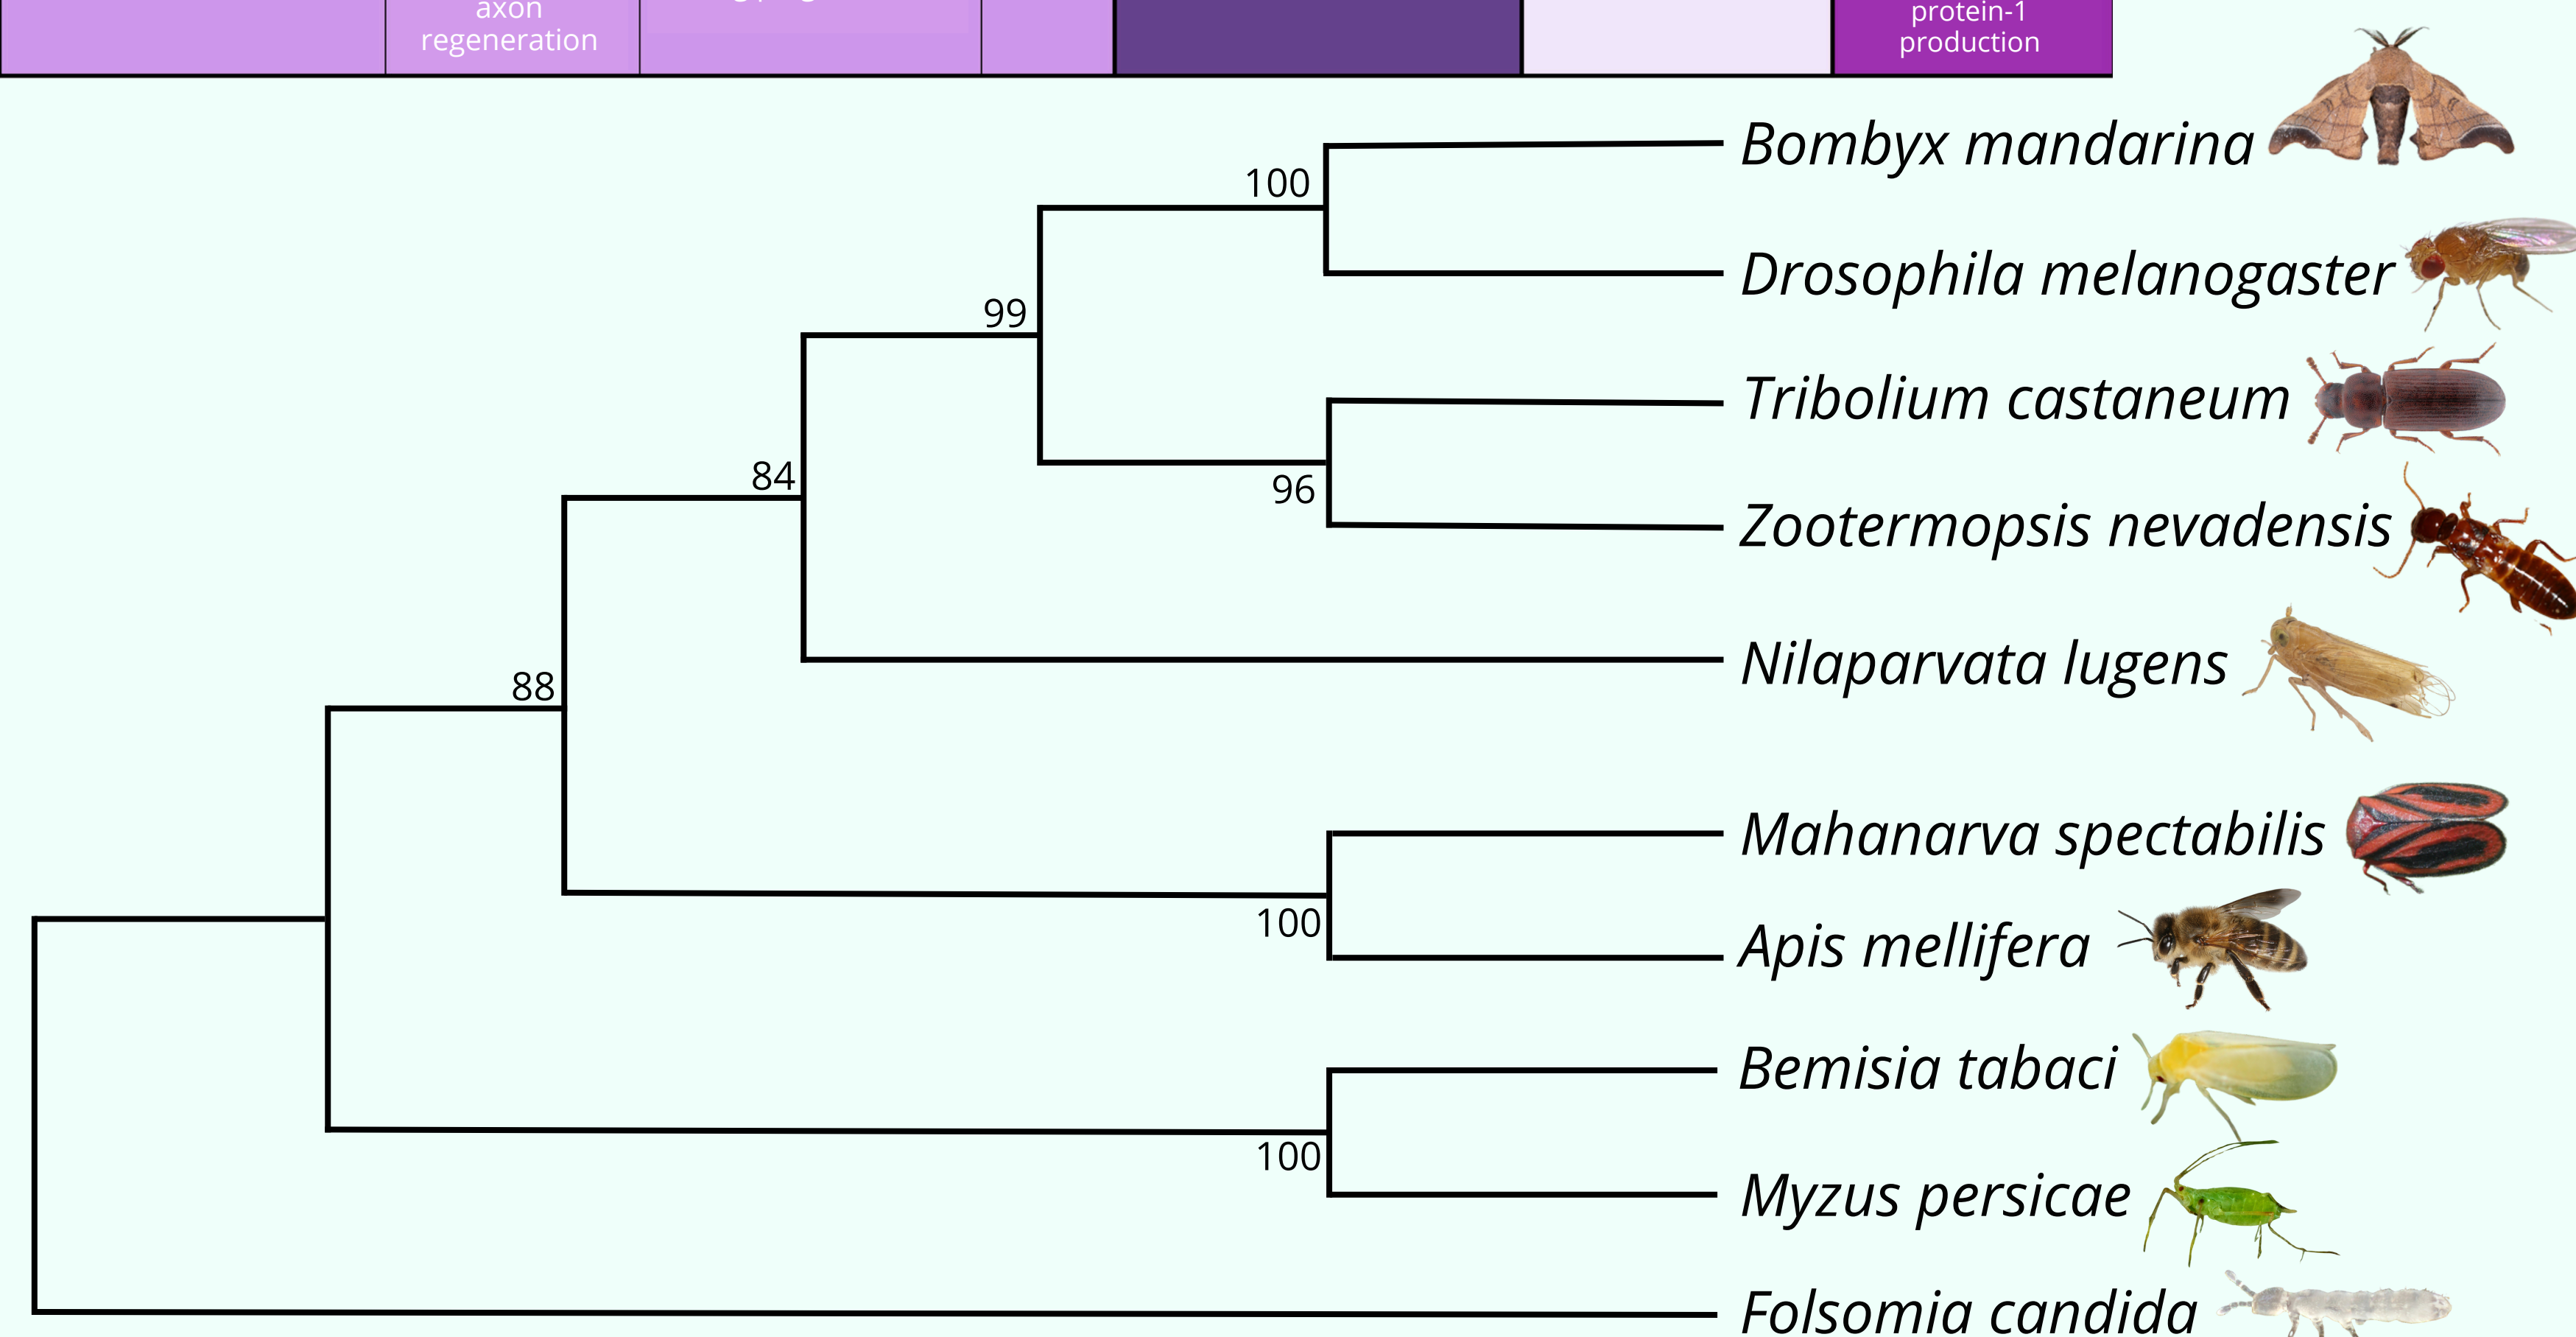 axon
regeneration
protein-1
production
Bombyx mandarina
100
Drosophila melanogaster
99
Tribolium castaneum
84
96
Zootermopsis nevadensis
Nilaparvata lugens
88
Mahanarva spectabilis
100
Apis mellifera
Bemisia tabaci
100
Myzus persicae
Folsomia candida